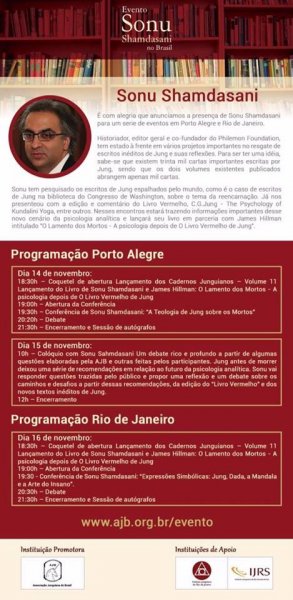 Evento
Sonu
Shamdasani
no Brasil
Sonu Shamdasani
É com alegria que anunciamos a presença de Sonu Shamdasani
para um serie de eventos em Porto Alegre e Rio de Janeiro.
Historiador, editor geral e co-fundador do Philemon Foundation,
tem estado à frente em vários projetos importantes no resgate de
escritos inéditos de Jung e suas reflexões. Para se ter uma idéia,
sabe-se que existem trinta mil cartas importantes escritas por
Jung, sendo que os dois volumes existentes publicados
abrangem apenas mil cartas.
Sonu tem pesquisado os escritos de Jung espalhados pelo mundo, como é o caso de escritos
de Jung na biblioteca do Congresso de Washington, sobre o tema da reencarnação. Já nos
presenteou com a edição e comentário do Livro Vermelho, C.G.Jung - The Psychology of
Kundalini Yoga, entre outros. Nesses encontros estará trazendo informações importantes desse
novo cenário da psicologia analítica e lançará seu livro em parceria com James Hillman
intitulado "O Lamento dos Mortos - A psicologia depois de O Livro Vermelho de Jung".
Programação Porto Alegre
Dia 14 de novembro:
18:30h – Coquetel de abertura Lançamento dos Cadernos Junguianos – Volume 11
Lançamento do Livro de Sonu Shamdasani e James Hillman: O Lamento dos Mortos - A
psicologia depois de O Livro Vermelho de Jung
19:00h – Abertura da Conferência
19:30h – Conferência de Sonu Shamdasani: "A Teologia de Jung sobre os Mortos"
20:20h – Debate
21:30h – Encerramento e Sessão de autógrafos
Dia 15 de novembro:
10h – Colóquio com Sonu Sahmdasani Um debate rico e profundo a partir de algumas
questões elaboradas pela AJB e outras feitas pelos participantes. Jung antes de morrer
deixou uma série de recomendações em relação ao futuro da psicologia analítica. Sonu vai
responder questões trazidas pelo público e propor uma reflexão e um debate sobre os
caminhos e desafios a partir dessas recomendações, da edição do "Livro Vermelho" e dos
novos textos inéditos de Jung.
12h – Encerramento
Programação Rio de Janeiro
Dia 16 de novembro:
18:30h – Coquetel de abertura Lançamento dos Cadernos Junguianos – Volume 11
Lançamento do Livro de Sonu Shamdasani e James Hillman: O Lamento dos Mortos - A
psicologia depois de O Livro Vermelho de Jung
19:00h – Abertura da Conferência
19:30 - Conferência de Sonu Shamdasani: "Expressões Simbólicas: Jung, Dada, a Mandala
e a Arte do Insano".
20:30h – Debate
21:30h – Encerramento e Sessão de autógrafos
www.ajb.org.br/evento
Instituição Promotora
Instituições de Apoio
AJB
Associação Junguiana do Brasil
IJRS